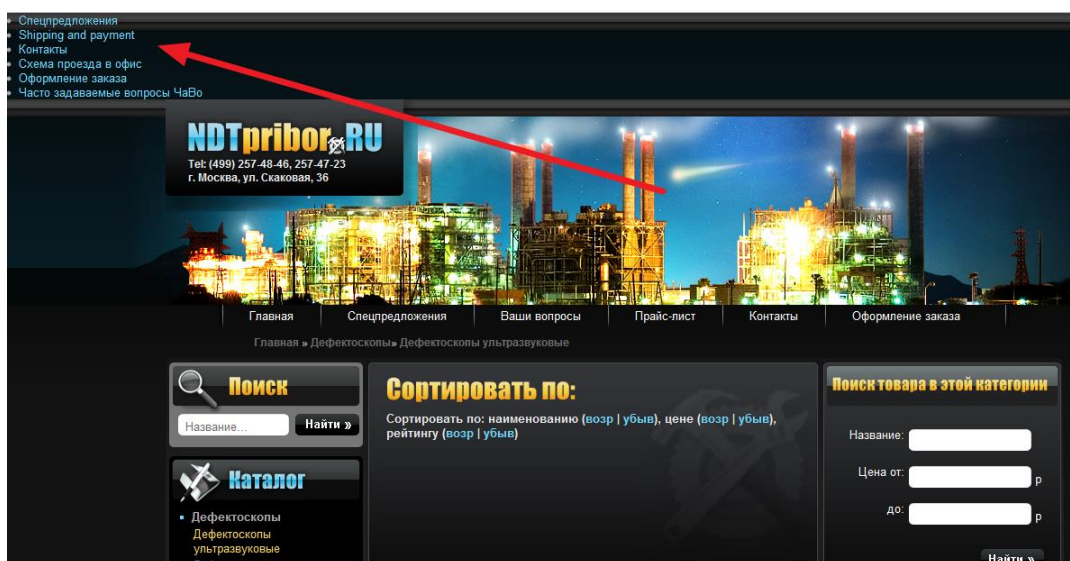 Спецпредложения
Shipping and payment
Контакты
Схема проезда в офис
Оформление заказа
Часто задаваемые вопросы ЧаВо
NDTpribor.RU
Tel: (499) 257-48-46, 257-47-23
г. Москва, ул. Скаковая, 36
Главная Спецпредложения Ваши вопросы Прайс-лист Контакты Оформление заказа
Главная » Дефектоскопы» Дефектоскопы ультразвуковые
Поиск
Название...
Найти »
Каталог
Дефектоскопы
Дефектоскопы
ультразвуковые
Сортировать по:
Сортировать по: наименованию (возр | убыв), цене (возр | убыв),
рейтингу (возр | убыв)
Поиск товара в этой категории
Название:
Цена от: р
до: р
Найти »